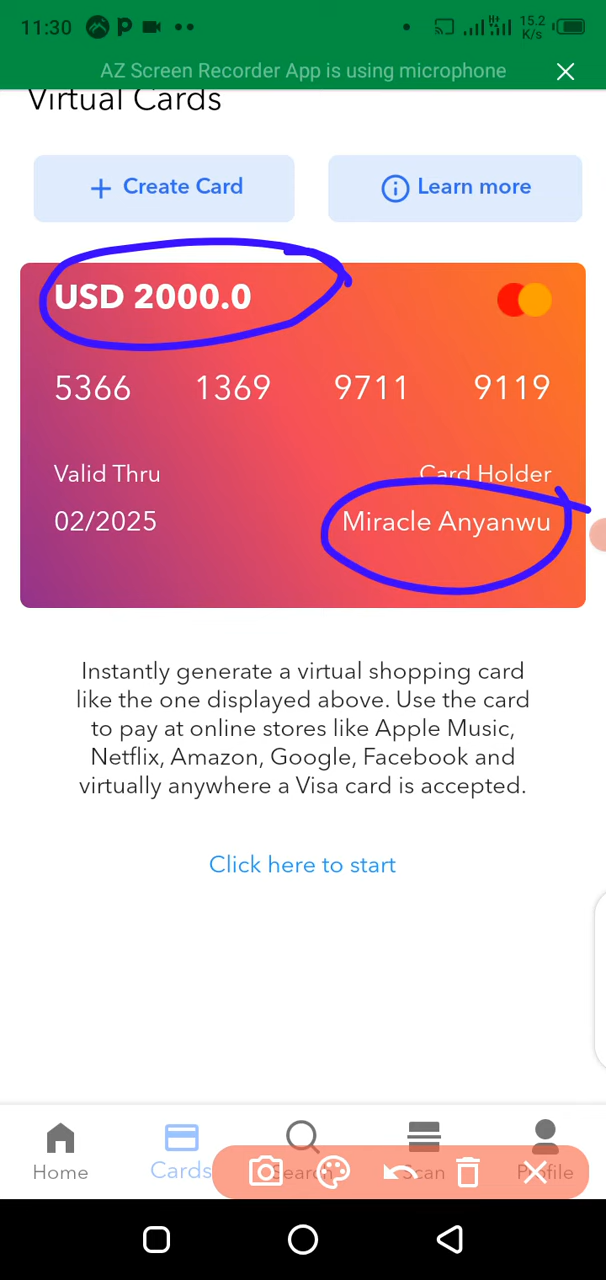 11:30
15.2
K/s
AZ Screen Recorder App is using microphone
Virtual Cards
+ Create Card
Learn more
USD 2000.0
5366 1369 9711 9119
Valid Thru
Card Holder
02/2025
Miracle Anyanwu
Instantly generate a virtual shopping card
like the one displayed above. Use the card
to pay at online stores like Apple Music,
Netflix, Amazon, Google, Facebook and
virtually anywhere a Visa card is accepted.
Click here to start
Home
Cards
Search
Scan
Profile